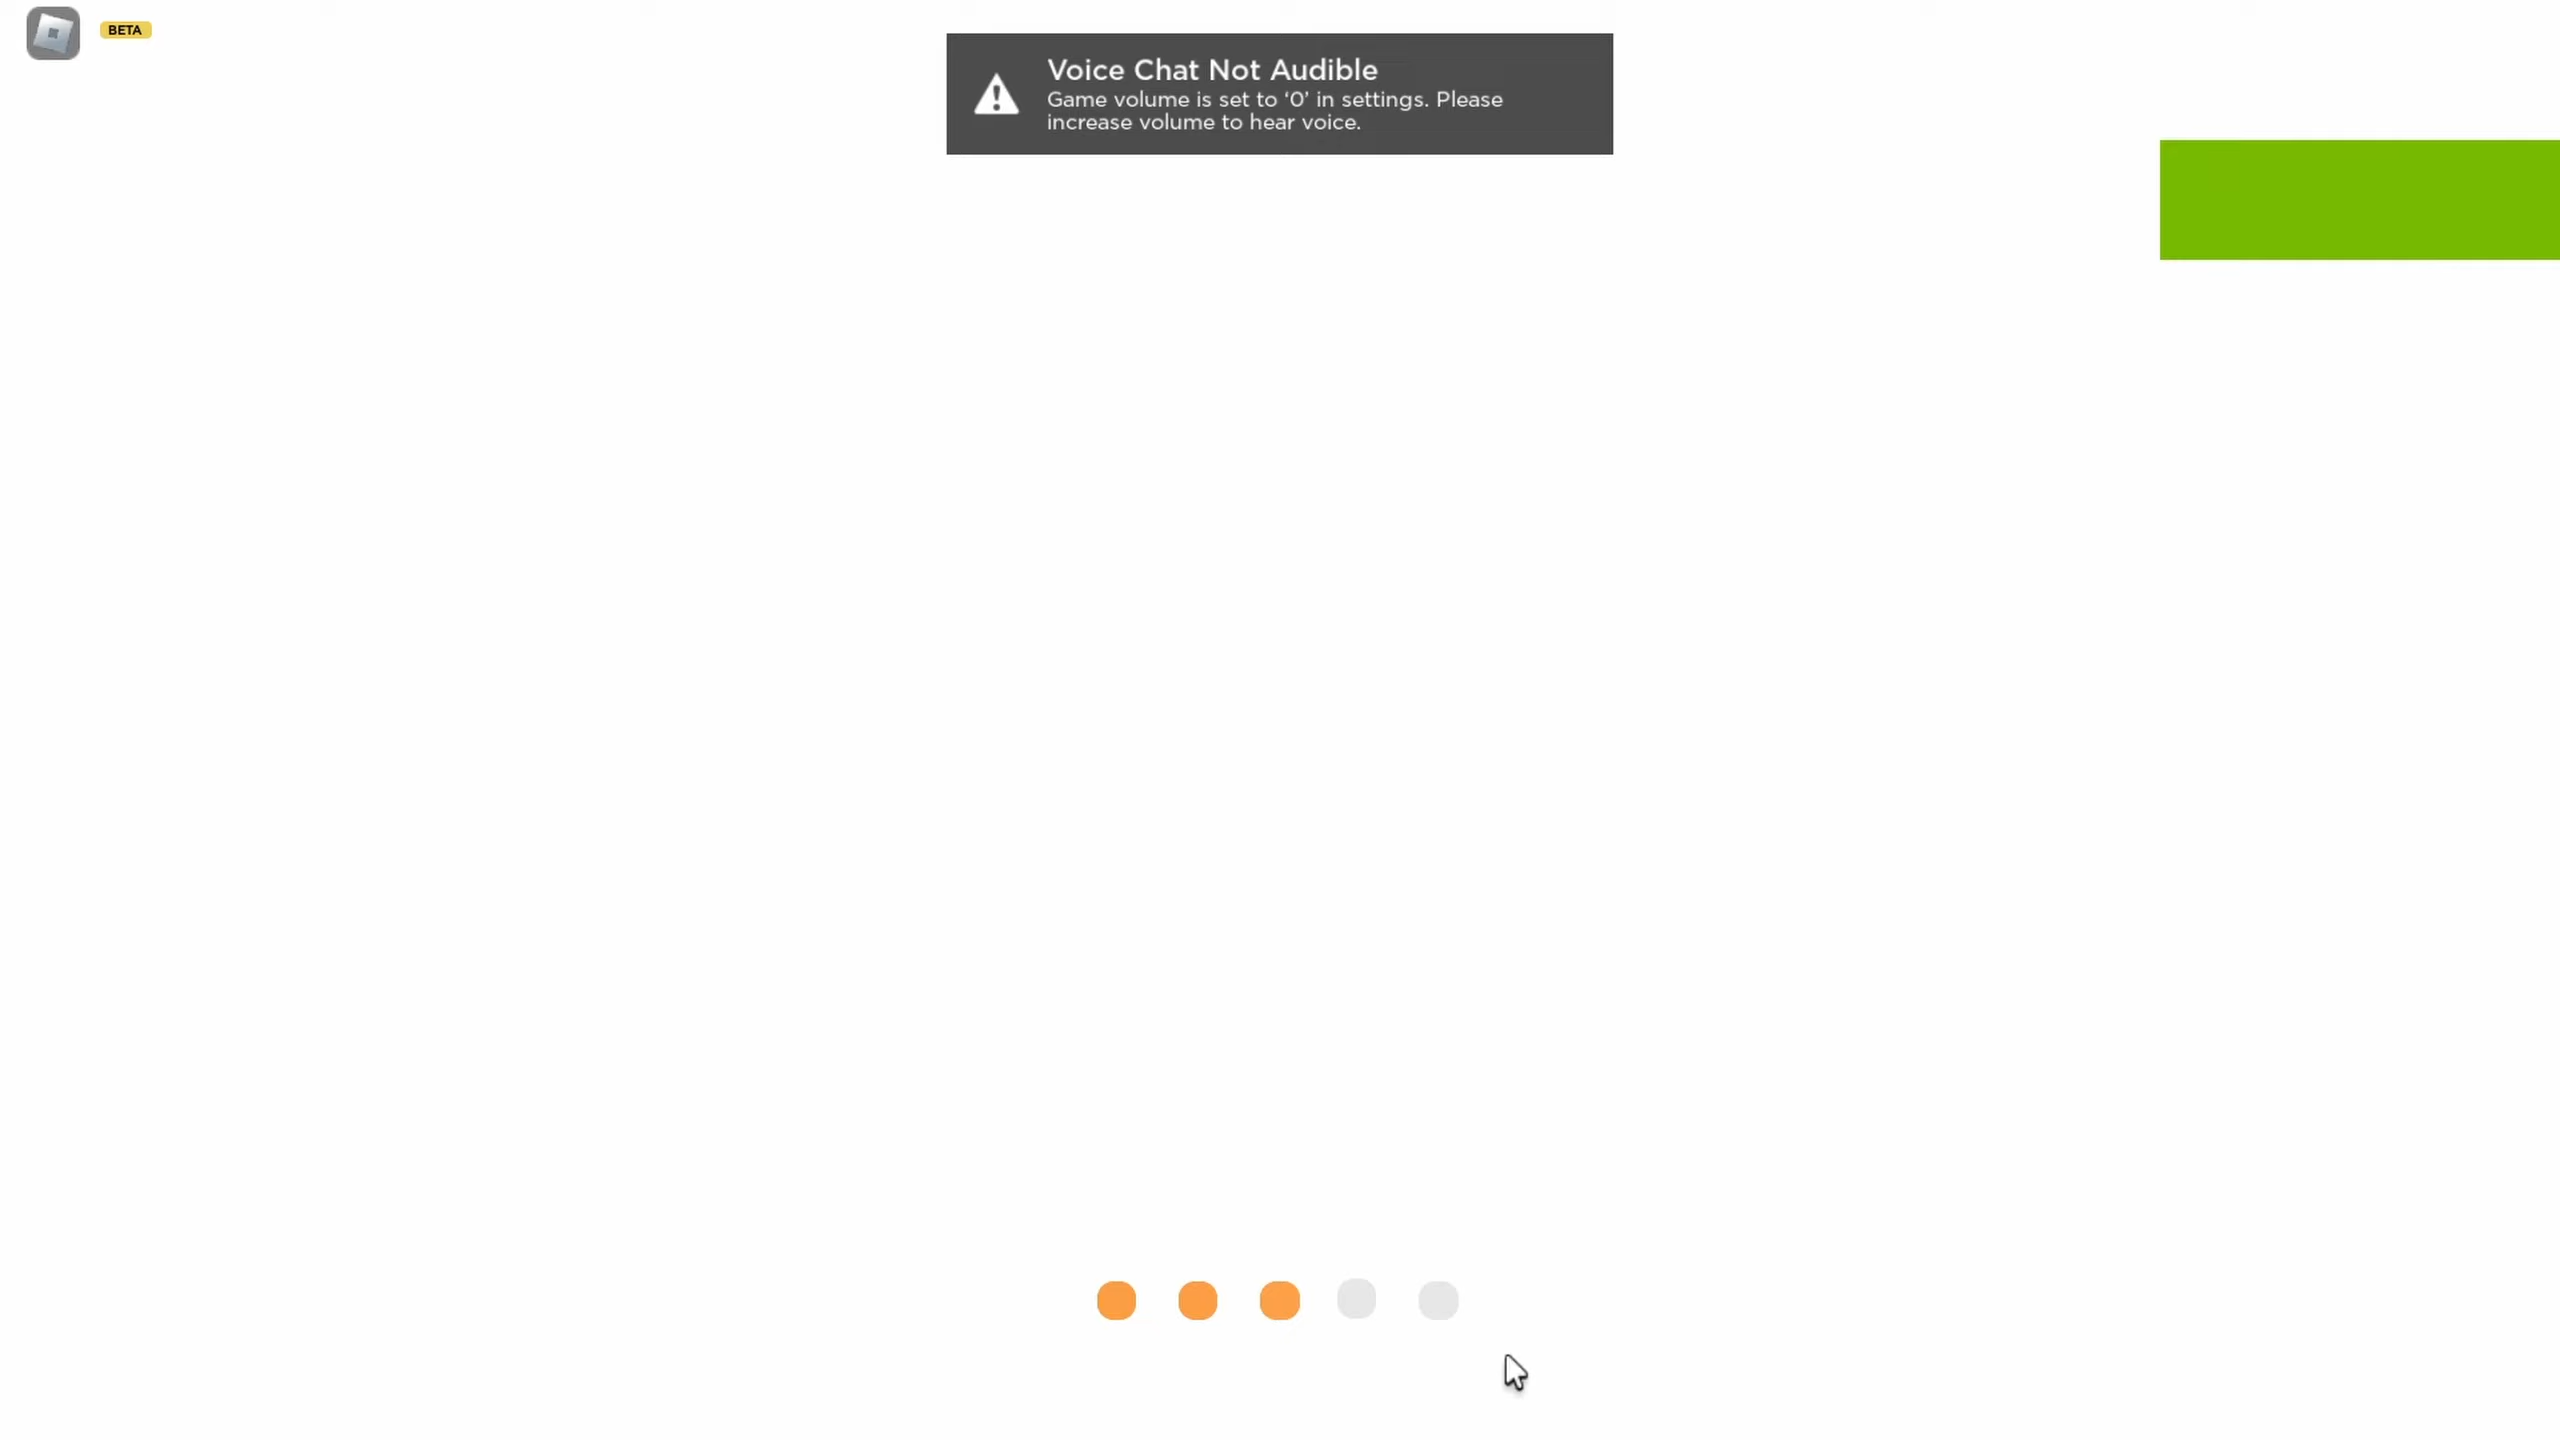 BETA
Voice Chat Not Audible
Game volume is set to ‘0’ in settings. Please
increase volume to hear voice.